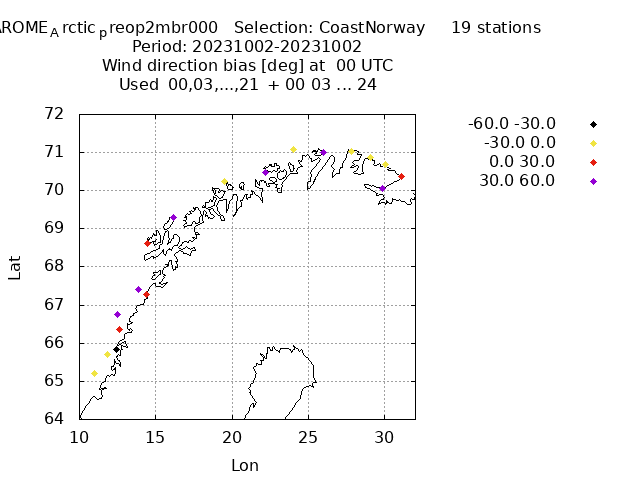 AROME_Arctic_preop2mbr000 Selection: CoastNorway 19 stations
Period: 20231002-20231002
Wind direction bias [deg] at 00 UTC
Used 00,03,...,21 + 00 03 ... 24
-60.0 -30.0
-30.0 0.0
0.0 30.0
30.0 60.0
72
71
70
69
68
67
66
65
64
Lat
10 15 20 25 30
Lon